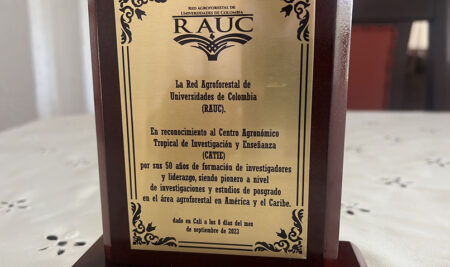 RED AGROFORESTAL DE
UNIVERSIDADES DE COLOMBIA
RAUC
La Red Agroforestal de
Universidades de Colombia
(RAUC).
En reconocimiento al Centro Agronómico
Tropical de Investigación y Enseñanza
(CATIE)
por sus 50 años de formación de investigadores
y liderazgo, siendo pionero a nivel
de investigaciones y estudios de posgrado
en el área agroforestal en América y el Caribe.
dado en Cali a los 8 días del mes
de septiembre de 2023